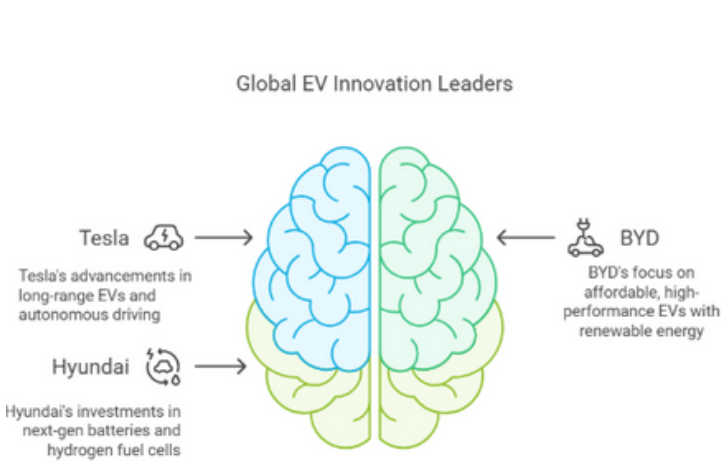 Global EV Innovation Leaders
Tesla
Tesla's advancements in
long-range EVs and
autonomous driving
Hyundai
Hyundai's investments in
next-gen batteries and
hydrogen fuel cells
BYD
BYD's focus on
affordable, high-
performance EVs with
renewable energy